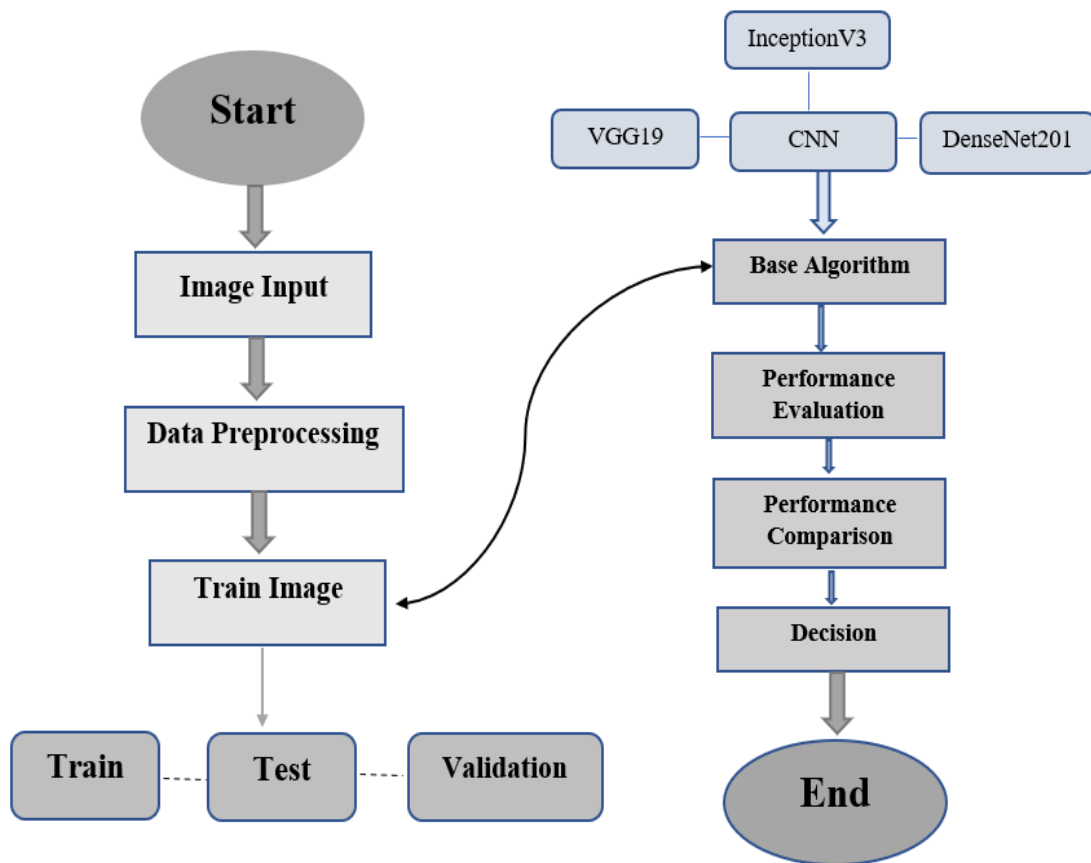 Start
Image Input
Data Preprocessing
Train Image
Train
Test
Validation
InceptionV3
VGG19
CNN
DenseNet201
Base Algorithm
Performance
Evaluation
Performance
Comparison
Decision
End